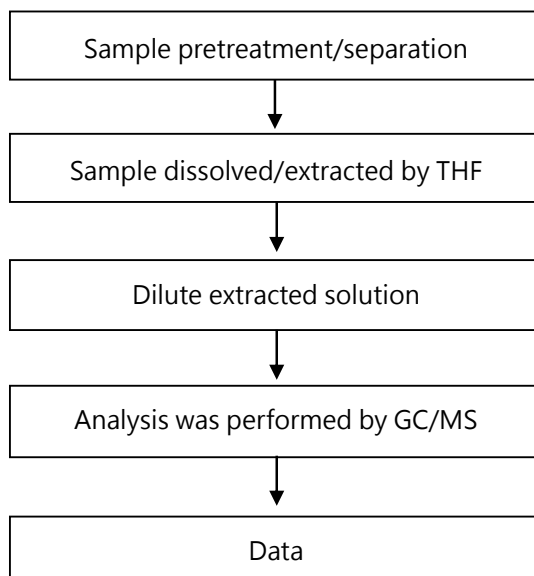 Sample pretreatment/separation
Sample dissolved/extracted by THF
Dilute extracted solution
Analysis was performed by GC/MS
Data